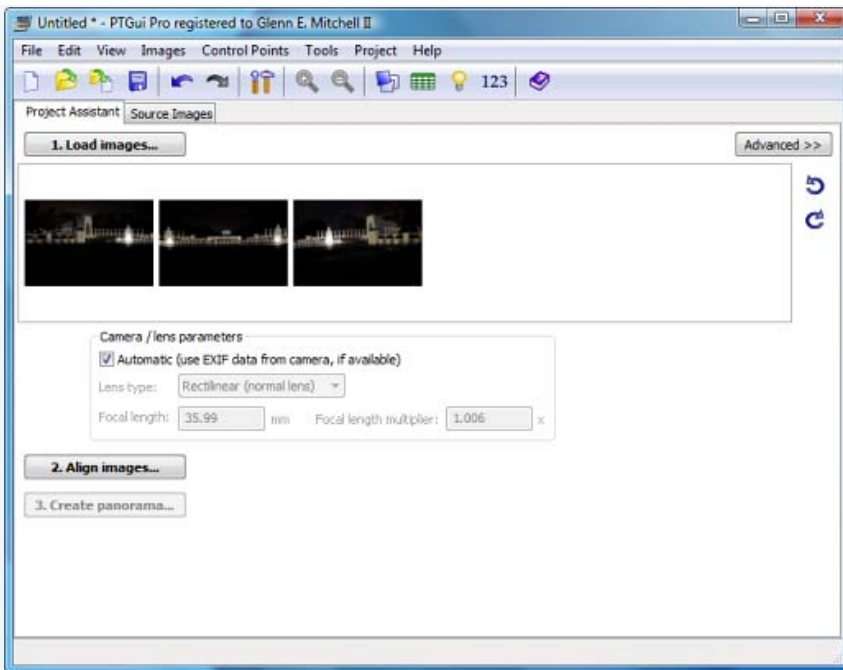 Untitled * - PTGui Pro registered to Glenn E. Mitchell II
File Edit View Images Control Points Tools Project Help
123
Project Assistant Source Images
1. Load images...
Advanced >>
Camera / lens parameters
Automatic (use EXIF data from camera, if available)
Lens type: Rectilinear (normal lens)
Focal length: 35.99 mm Focal length multiplier: 1.006 x
2. Align images...
3. Create panorama...